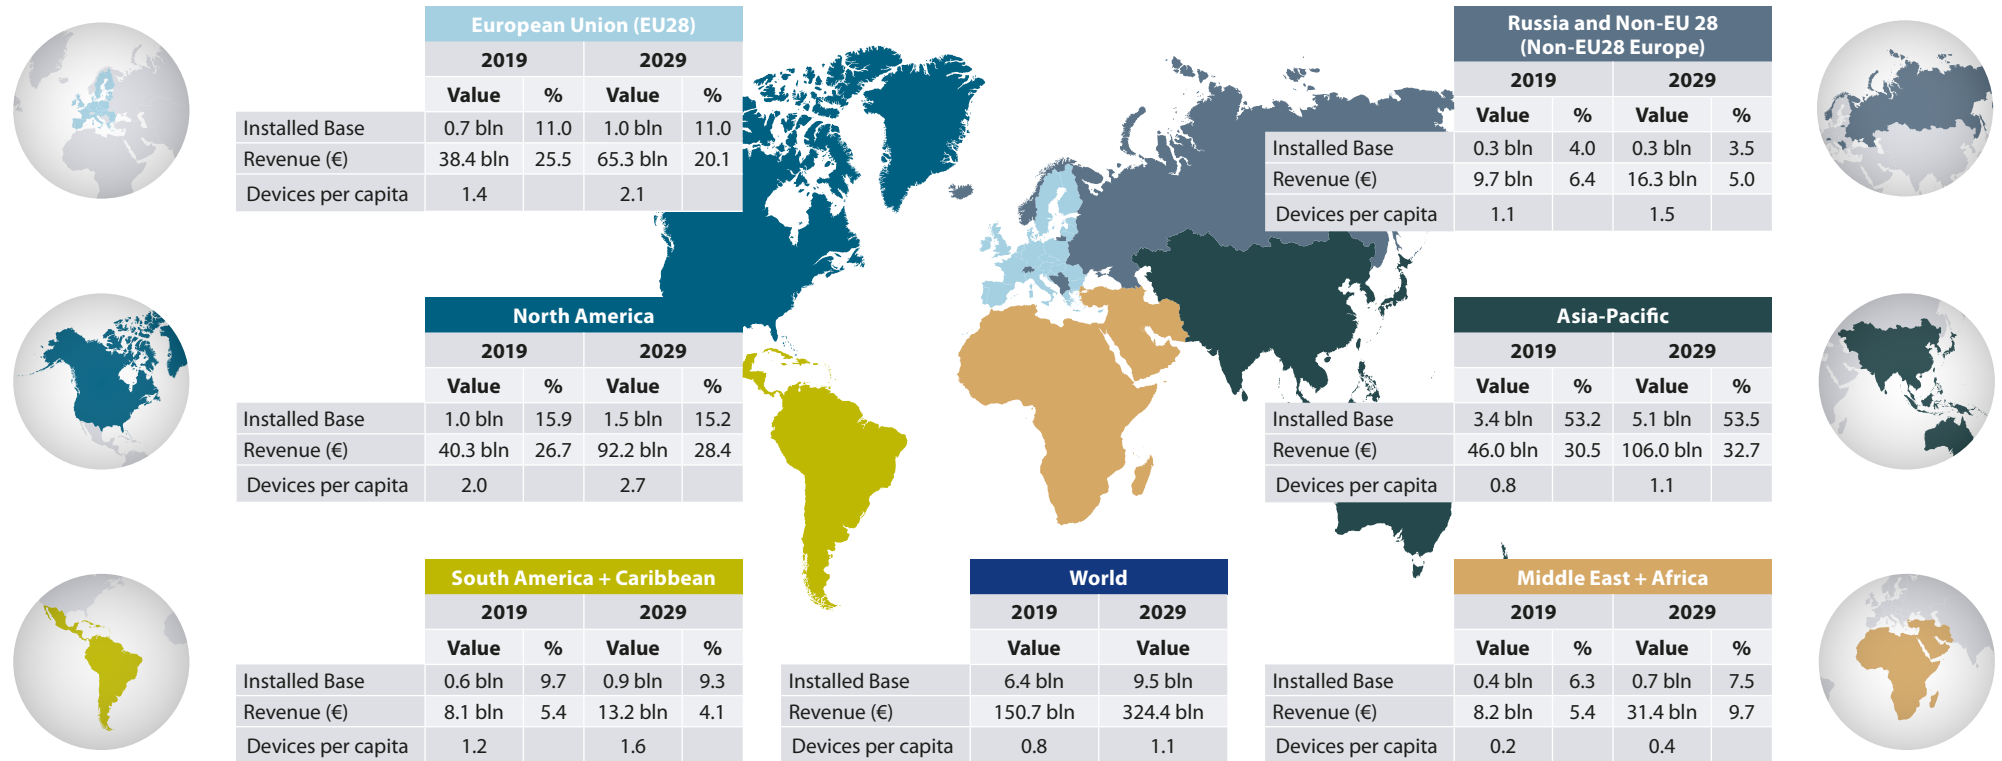 European Union (EU28)
2019 2029
Value % Value %
Installed Base 0.7 bln 11.0 1.0 bln 11.0
Revenue (€) 38.4 bln 25.5 65.3 bln 20.1
Devices per capita 1.4 2.1
Russia and Non-EU 28
(Non-EU28 Europe)
2019 2029
Value % Value %
Installed Base 0.3 bln 4.0 0.3 bln 3.5
Revenue (€) 9.7 bln 6.4 16.3 bln 5.0
Devices per capita 1.1 1.5
North America
2019 2029
Value % Value %
Installed Base 1.0 bln 15.9 1.5 bln 15.2
Revenue (€) 40.3 bln 26.7 92.2 bln 28.4
Devices per capita 2.0 2.7
Asia-Pacific
2019 2029
Value % Value %
Installed Base 3.4 bln 53.2 5.1 bln 53.5
Revenue (€) 46.0 bln 30.5 106.0 bln 32.7
Devices per capita 0.8 1.1
South America + Caribbean
2019 2029
Value % Value %
Installed Base 0.6 bln 9.7 0.9 bln 9.3
Revenue (€) 8.1 bln 5.4 13.2 bln 4.1
Devices per capita 1.2 1.6
World
2019 2029
Value Value
Installed Base 6.4 bln 9.5 bln
Revenue (€) 150.7 bln 324.4 bln
Devices per capita 0.8 1.1
Middle East + Africa
2019 2029
Value % Value %
Installed Base 0.4 bln 6.3 0.7 bln 7.5
Revenue (€) 8.2 bln 5.4 31.4 bln 9.7
Devices per capita 0.2 0.4